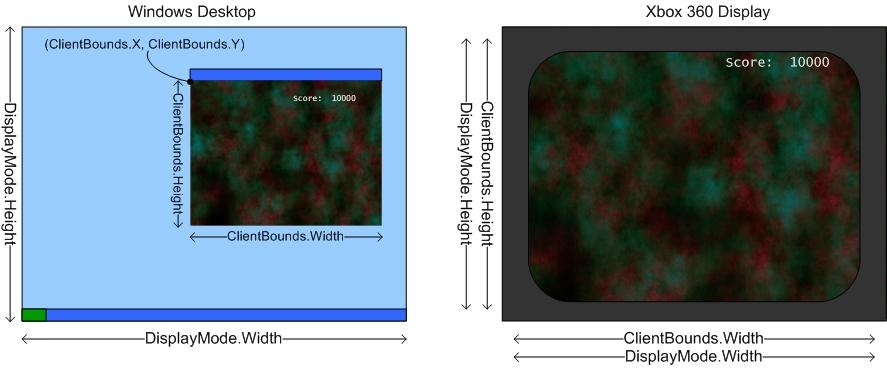 Windows Desktop
(ClientBounds.X, ClientBounds.Y)
DisplayMode.Height
ClientBounds.Height
Score: 10000
ClientBounds.Width
DisplayMode.Width
Xbox 360 Display
DisplayMode.Height
ClientBounds.Height
Score: 10000
ClientBounds.Width
DisplayMode.Width